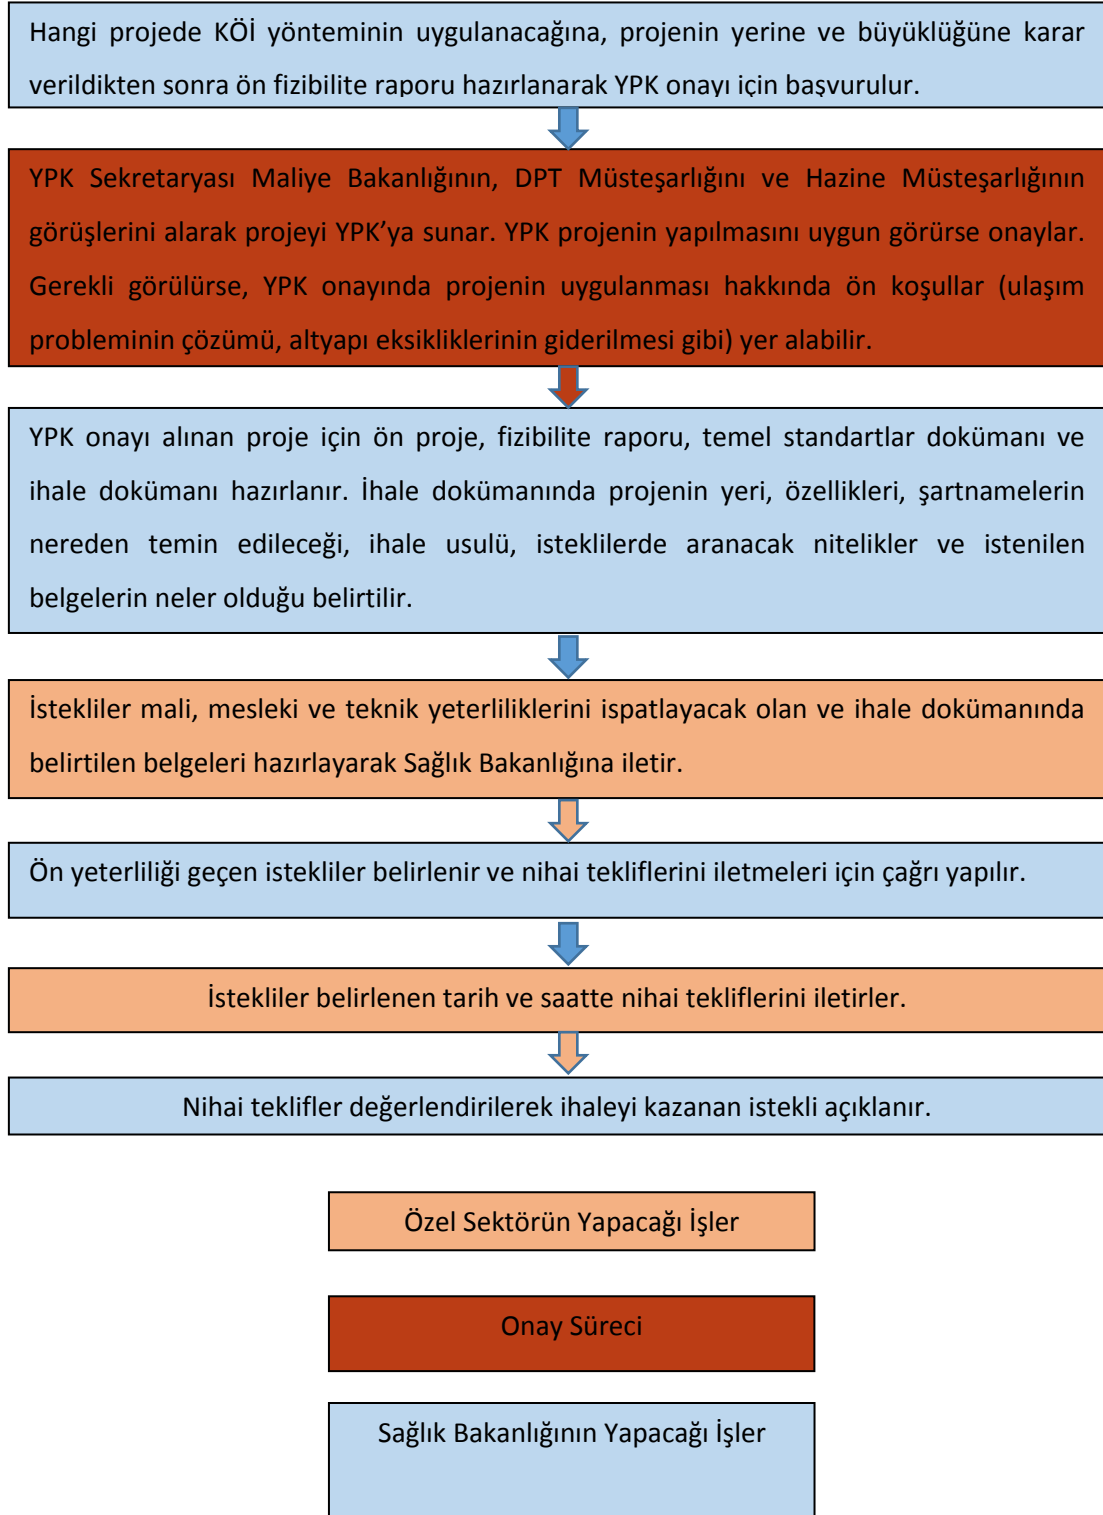 Hangi projede KÖİ yönteminin uygulanacağına, projenin yerine ve büyüklüğüne karar
verildikten sonra ön fizibilite raporu hazırlanarak YPK onayı için başvurulur.
YPK Sekretaryası Maliye Bakanlığının, DPT Müsteşarlığını ve Hazine Müsteşarlığının
görüşlerini alarak projeyi YPK’ya sunar. YPK projenin yapılmasını uygun görürse onaylar.
Gerekli görülürse, YPK onayında projenin uygulanması hakkında ön koşullar (ulaşım
probleminin çözümü, altyapı eksikliklerinin giderilmesi gibi) yer alabilir.
YPK onayı alınan proje için ön proje, fizibilite raporu, temel standartlar dokümanı ve
ihale dokümanı hazırlanır. İhale dokümanında projenin yeri, özellikleri, şartnamelerin
nereden temin edileceği, ihale usulü, isteklilerde aranacak nitelikler ve istenilen
belgelerin neler olduğu belirtilir.
İstekliler mali, mesleki ve teknik yeterliliklerini ispatlayacak olan ve ihale dokümanında
belirtilen belgeleri hazırlayarak Sağlık Bakanlığına iletir.
Ön yeterliliği geçen istekliler belirlenir ve nihai tekliflerini iletmeleri için çağrı yapılır.
İstekliler belirlenen tarih ve saatte nihai tekliflerini iletirler.
Nihai teklifler değerlendirilerek ihaleyi kazanan istekli açıklanır.
Özel Sektörün Yapacağı İşler
Onay Süreci
Sağlık Bakanlığının Yapacağı İşler